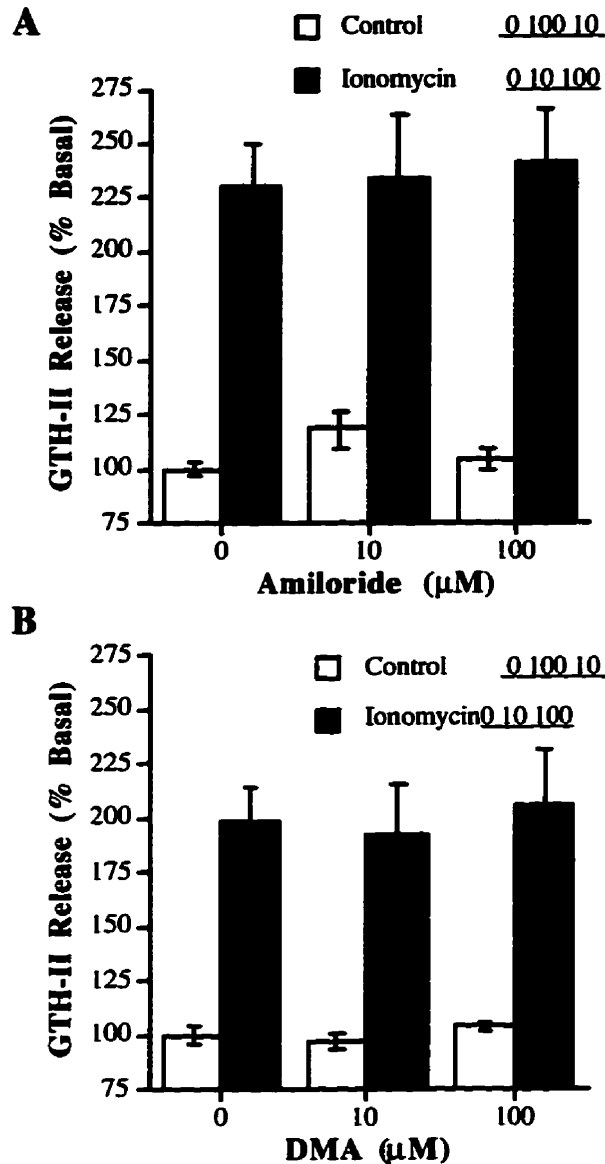 A
Control 0 100 10
Ionomycin 0 10 100
GTH-II Release (% Basal)
275
250
225
200
175
150
125
100
75
0 10 100
Amiloride (µM)
B
Control 0 100 10
Ionomycin 0 10 100
GTH-II Release (% Basal)
275
250
225
200
175
150
125
100
75
0 10 100
DMA (µM)